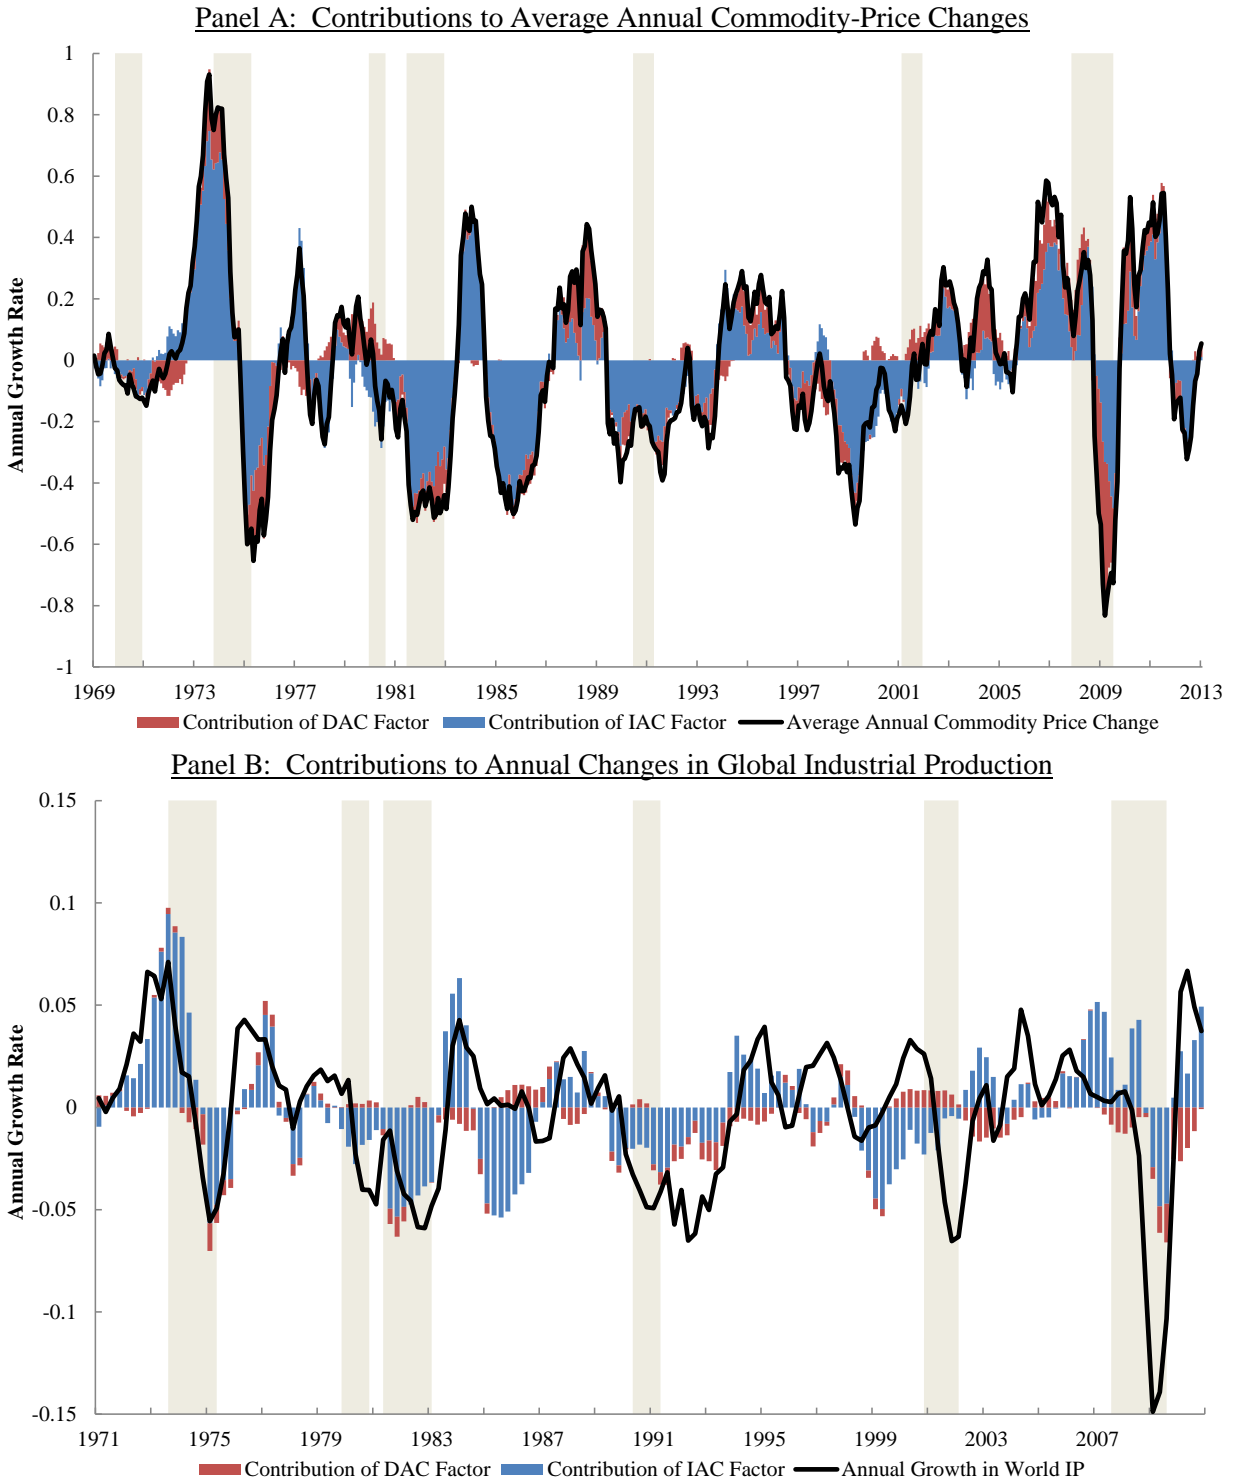 Panel A: Contributions to Average Annual Commodity-Price Changes
1
0.8
0.6
0.4
0.2
0
-0.2
-0.4
-0.6
-0.8
-1
Annual Growth Rate
1969 1973 1977 1981 1985 1989 1993 1997 2001 2005 2009 2013
Contribution of DAC Factor Contribution of IAC Factor Average Annual Commodity Price Change
Panel B: Contributions to Annual Changes in Global Industrial Production
0.15
0.1
0.05
0
-0.05
-0.1
-0.15
Annual Growth Rate
1971 1975 1979 1983 1987 1991 1995 1999 2003 2007
Contribution of DAC Factor Contribution of IAC Factor Annual Growth in World IP